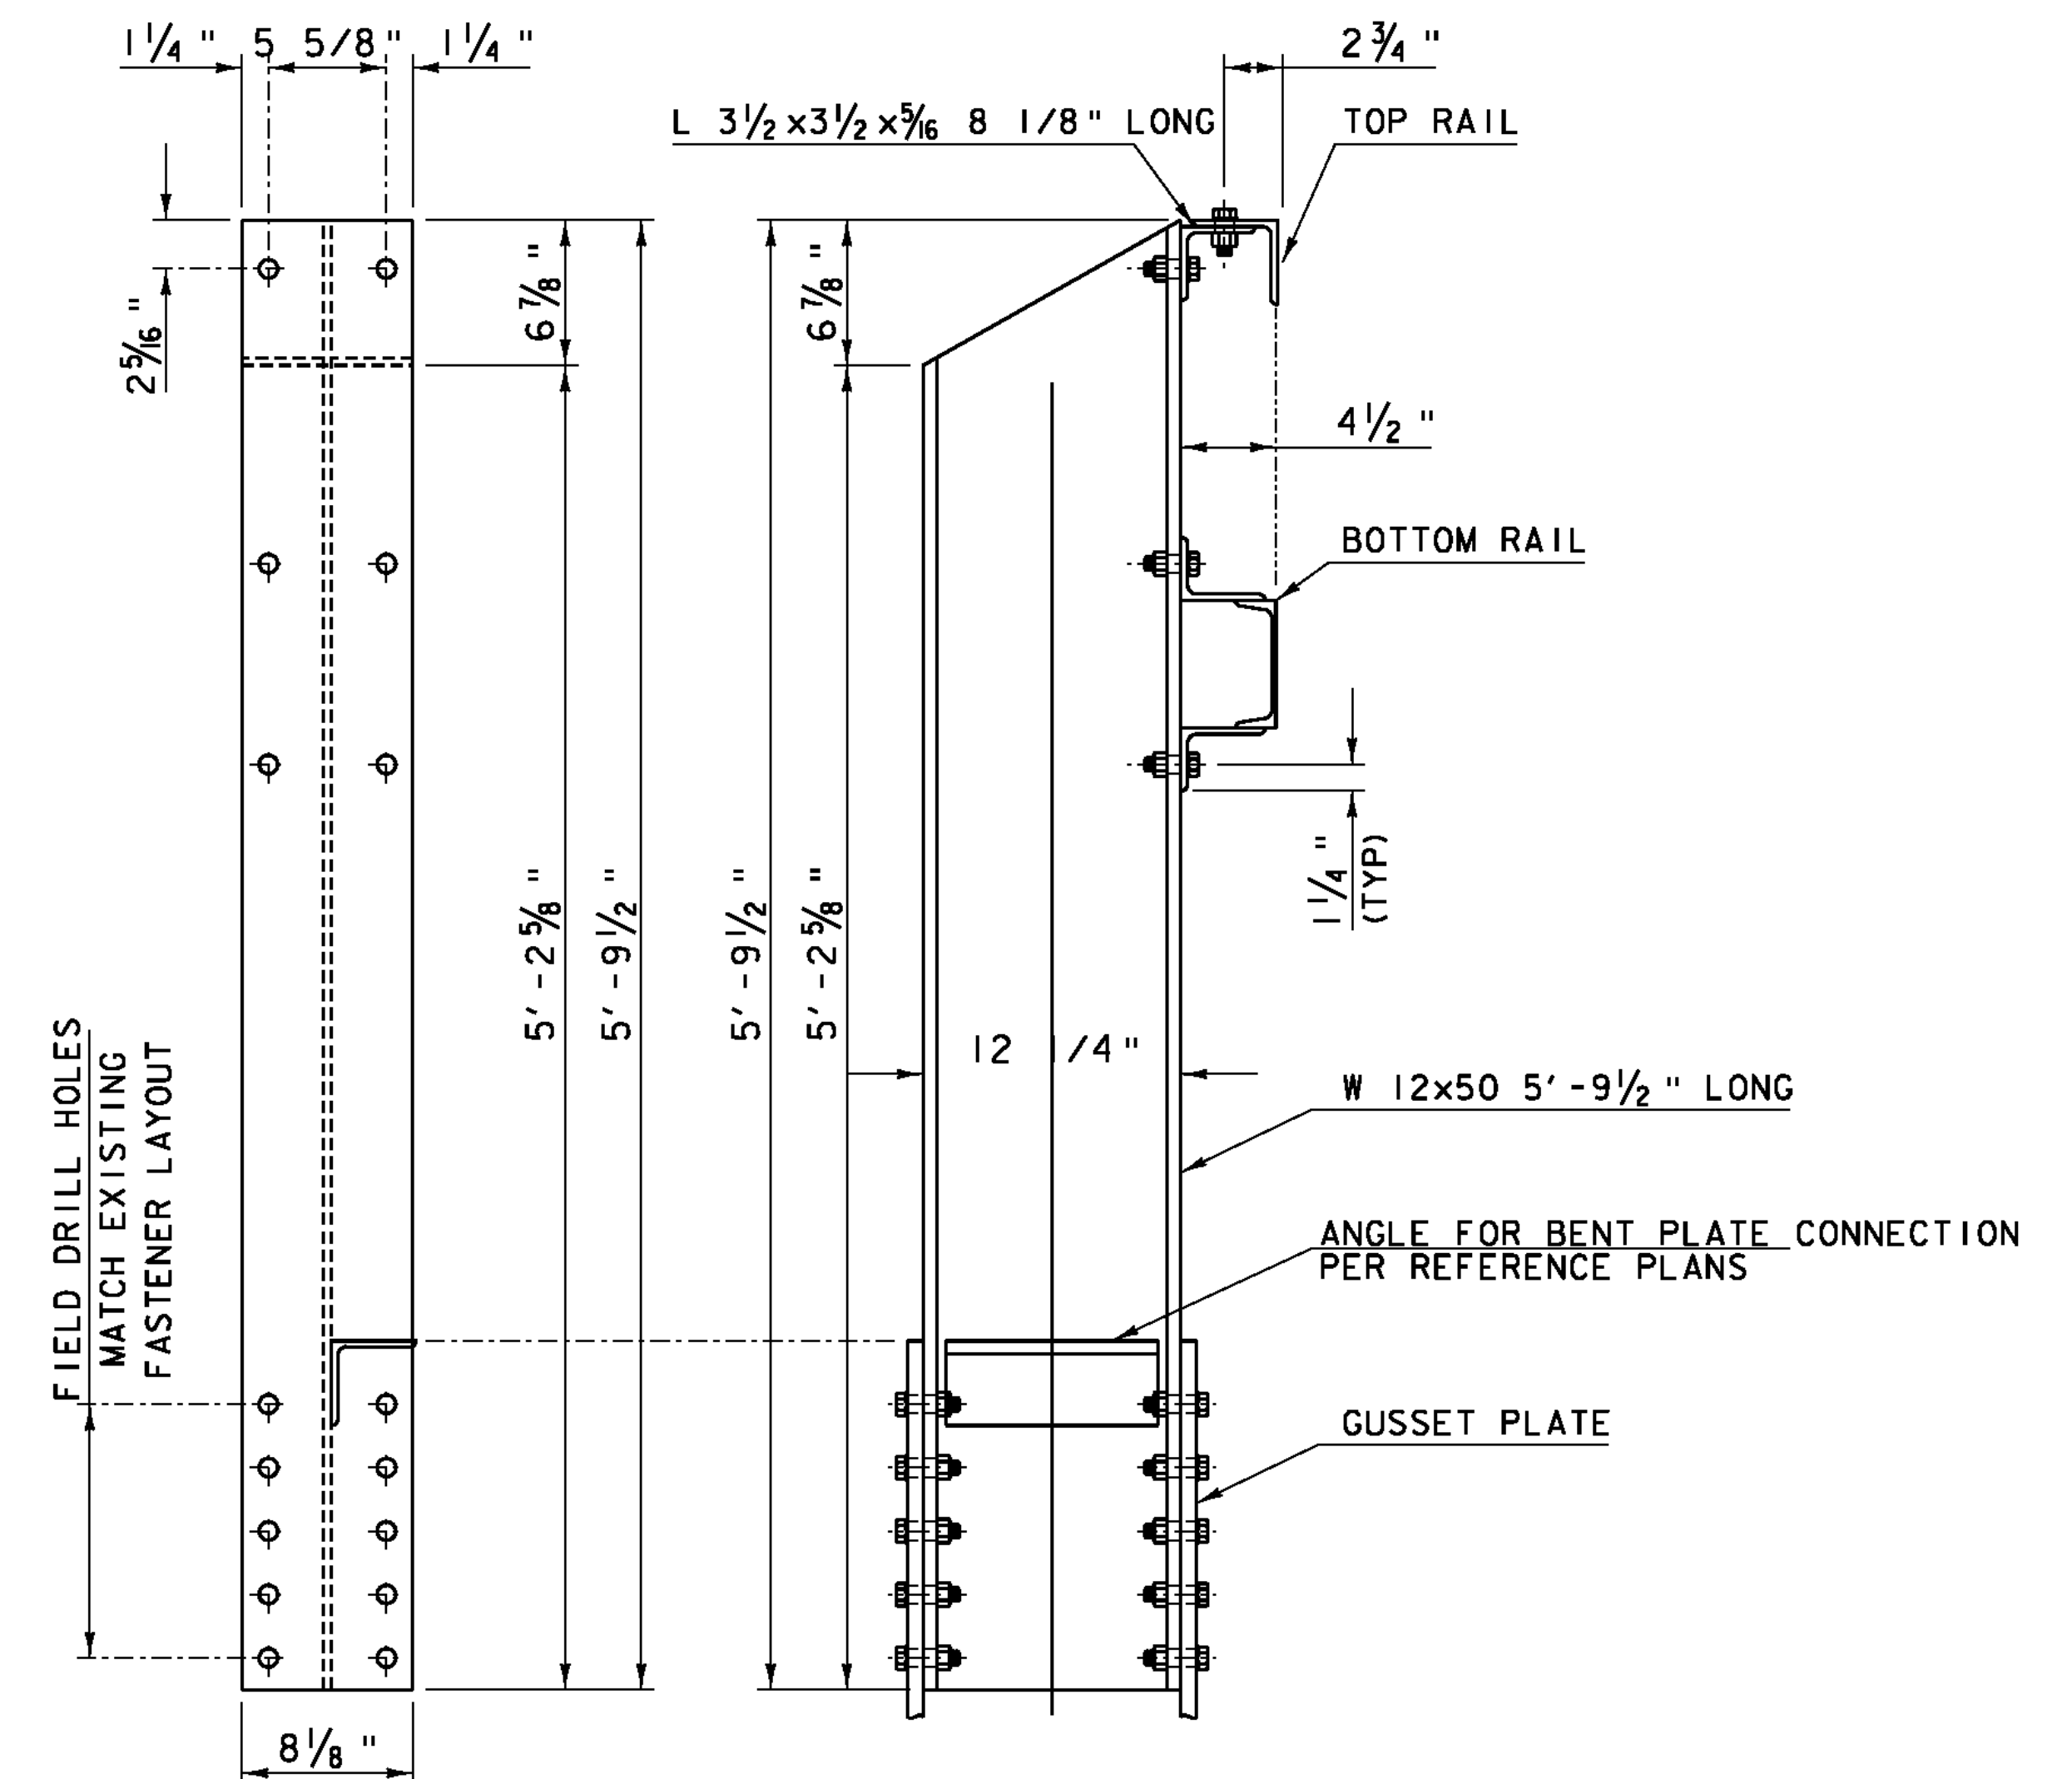 1 1/4 " 5 5/8" 1 1/4 "
2 3/4 "
L 3 1/2 x3 1/2 x5/16 8 1/8" LONG
TOP RAIL
2 5/16 "
6 7/8 "
6 7/8 "
4 1/2 "
BOTTOM RAIL
1 1/4 "
(TYP)
5'-2 5/8 "
5'-9 1/2 "
5'-9 1/2 "
5'-2 5/8 "
12 1/4"
W 12x50 5'-9 1/2 " LONG
FIELD DRILL HOLES
MATCH EXISTING
FASTENER LAYOUT
ANGLE FOR BENT PLATE CONNECTION
PER REFERENCE PLANS
GUSSET PLATE
8 1/8 "